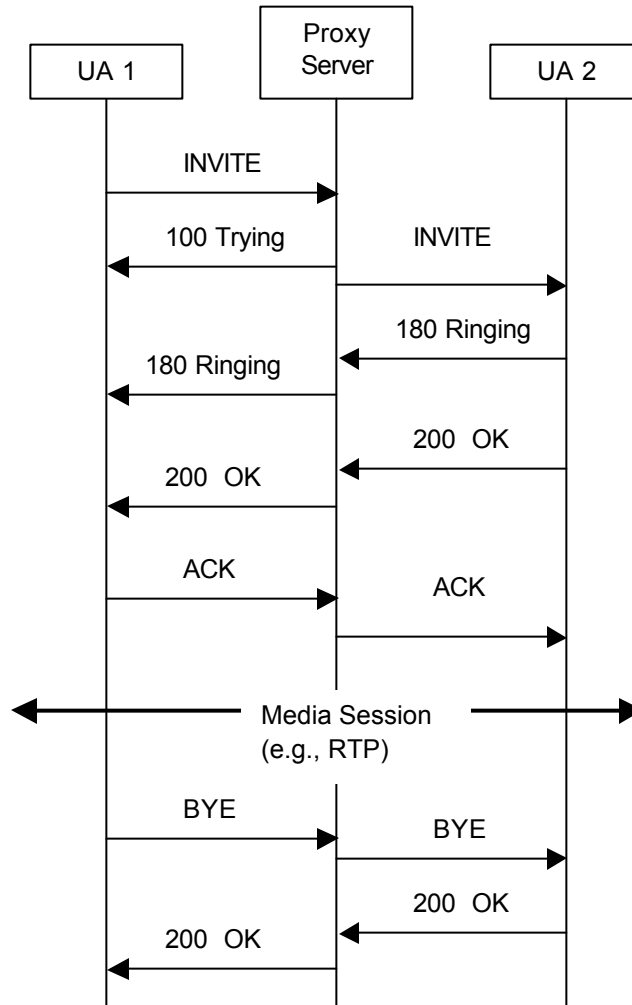 UA 1
Proxy
Server
UA 2
INVITE
100 Trying
INVITE
180 Ringing
180 Ringing
200 OK
200 OK
ACK
ACK
Media Session
(e.g., RTP)
BYE
BYE
200 OK
200 OK